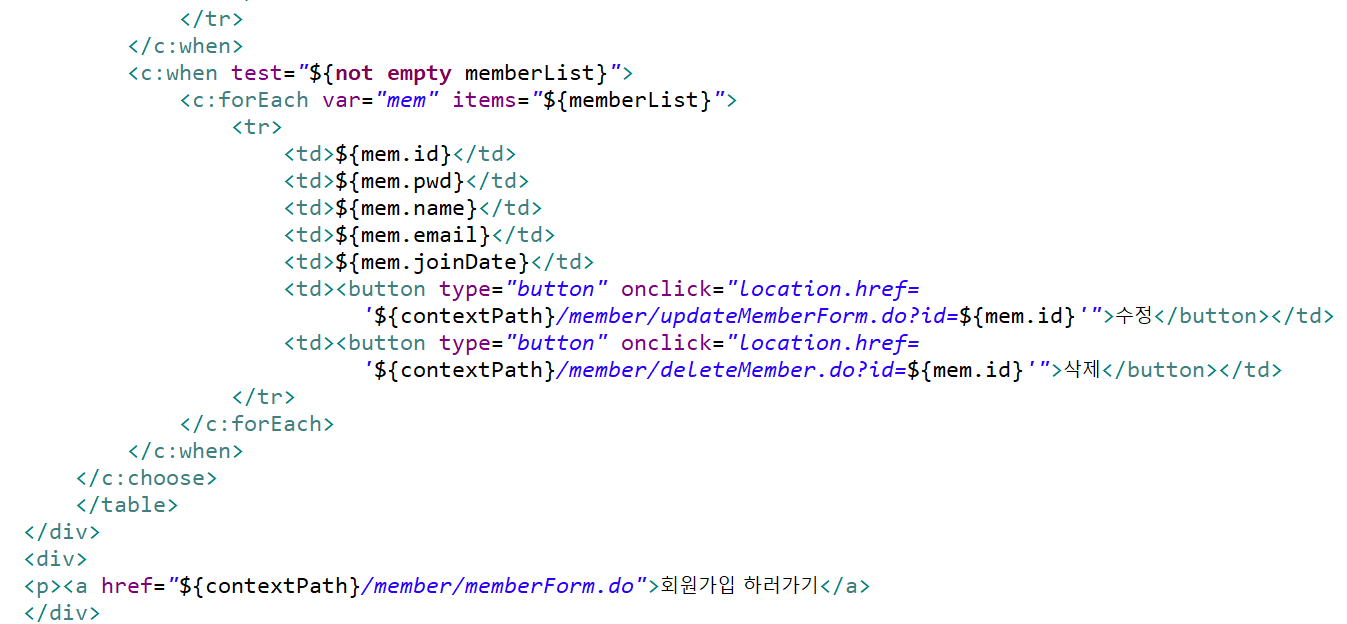 </tr>
</c:when>
<c:when test="${not empty memberList}">
<c:forEach var="mem" items="${memberList}">
<tr>
<td>${mem.id}</td>
<td>${mem.pwd}</td>
<td>${mem.name}</td>
<td>${mem.email}</td>
<td>${mem.joinDate}</td>
<td><button type="button" onclick="location.href=
'${contextPath}/member/updateMemberForm.do?id=${mem.id}'">수정</button></td>
<td><button type="button" onclick="location.href=
'${contextPath}/member/deleteMember.do?id=${mem.id}'">삭제</button></td>
</tr>
</c:forEach>
</c:when>
</c:choose>
</table>
</div>
<div>
<p><a href="${contextPath}/member/memberForm.do">회원가입 하러가기</a>
</div>